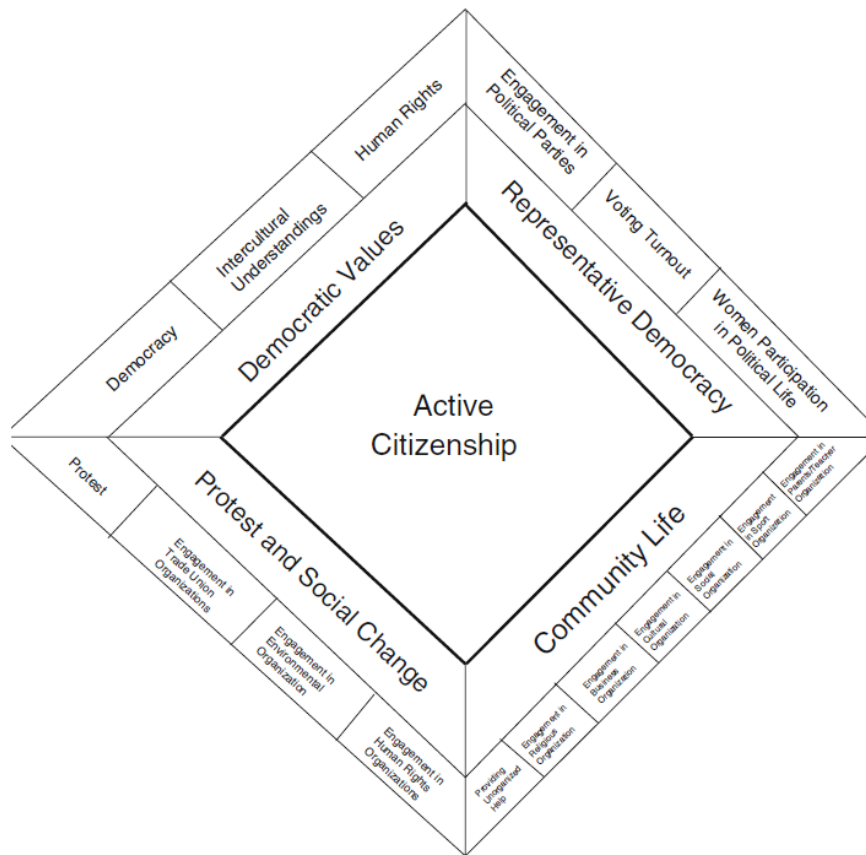 Human Rights
Intercultural
Understandings
Democracy
Democratic Values
Engagement in
Political Parties
Voting Turnout
Women Participation
in Political Life
Representative Democracy
Active
Citizenship
Protest
Engagement in
Trade Union
Organizations
Engagement in
Environmental
Organization
Engagement in
Human Rights
Organizations
Protest and Social Change
Community Life
Engagement in
Parents/Teacher
Organization
Engagement
in Sport
Organization
Engagement in
Social
Organization
Engagement in
Cultural
Organization
Engagement in
Business
Organization
Engagement in
Religious
Organization
Providing
Unorganized
Help